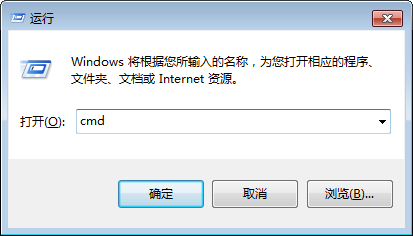 运行
Windows 将根据您所输入的名称，为您打开相应的程序、
文件夹、文档或 Internet 资源。
打开(O): cmd
确定 取消 浏览(B)...